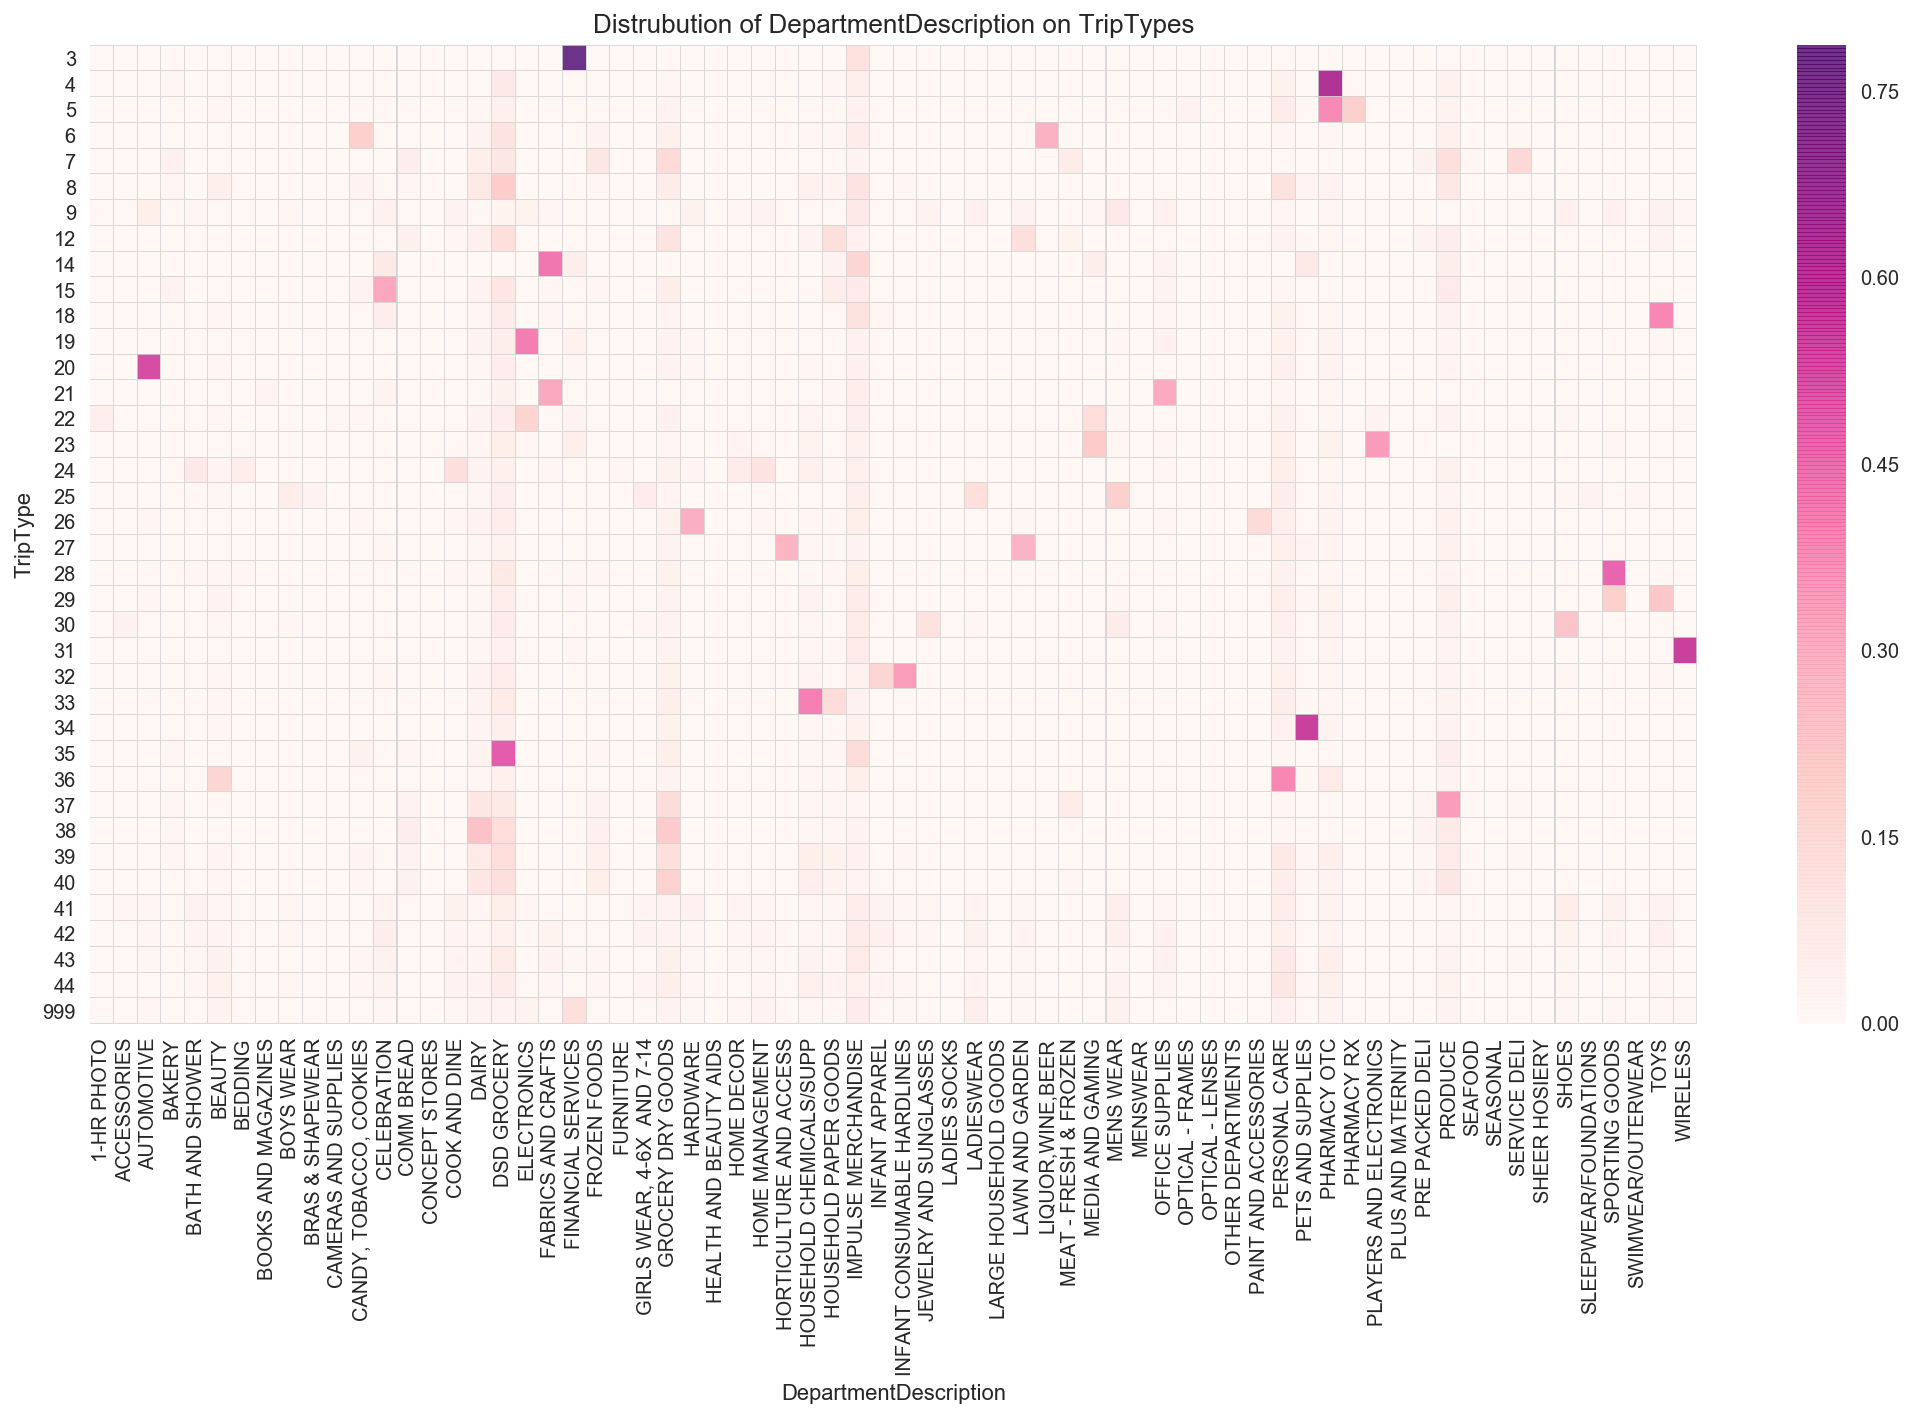 Distrubution of DepartmentDescription on TripTypes
TripType
3
4
5
6
7
8
9
12
14
15
18
19
20
21
22
23
24
25
26
27
28
29
30
31
32
33
34
35
36
37
38
39
40
41
42
43
44
999
1-HR PHOTO
ACCESSORIES
AUTOMOTIVE
BAKERY
BATH AND SHOWER
BEAUTY
BEDDING
BOOKS AND MAGAZINES
BOYS WEAR
BRAS & SHAPEWEAR
CAMERAS AND SUPPLIES
CANDY, TOBACCO, COOKIES
CELEBRATION
COMM BREAD
CONCEPT STORES
COOK AND DINE
DAIRY
DSD GROCERY
ELECTRONICS
FABRICS AND CRAFTS
FINANCIAL SERVICES
FROZEN FOODS
FURNITURE
GIRLS WEAR, 4-6X  AND 7-14
GROCERY DRY GOODS
HARDWARE
HEALTH AND BEAUTY AIDS
HOME DECOR
HOME MANAGEMENT
HORTICULTURE AND ACCESS
HOUSEHOLD CHEMICALS/SUPP
HOUSEHOLD PAPER GOODS
IMPULSE MERCHANDISE
INFANT APPAREL
INFANT CONSUMABLE HARDLINES
JEWELRY AND SUNGLASSES
LADIES SOCKS
LADIESWEAR
LARGE HOUSEHOLD GOODS
LAWN AND GARDEN
LIQUOR,WINE,BEER
MEAT - FRESH & FROZEN
MEDIA AND GAMING
MENS WEAR
MENSWEAR
OFFICE SUPPLIES
OPTICAL - FRAMES
OPTICAL - LENSES
OTHER DEPARTMENTS
PAINT AND ACCESSORIES
PERSONAL CARE
PETS AND SUPPLIES
PHARMACY OTC
PHARMACY RX
PLAYERS AND ELECTRONICS
PLUS AND MATERNITY
PRE PACKED DELI
PRODUCE
SEAFOOD
SEASONAL
SERVICE DELI
SHEER HOSIERY
SHOES
SLEEPWEAR/FOUNDATIONS
SPORTING GOODS
SWIMWEAR/OUTERWEAR
TOYS
WIRELESS
DepartmentDescription
0.75
0.60
0.45
0.30
0.15
0.00